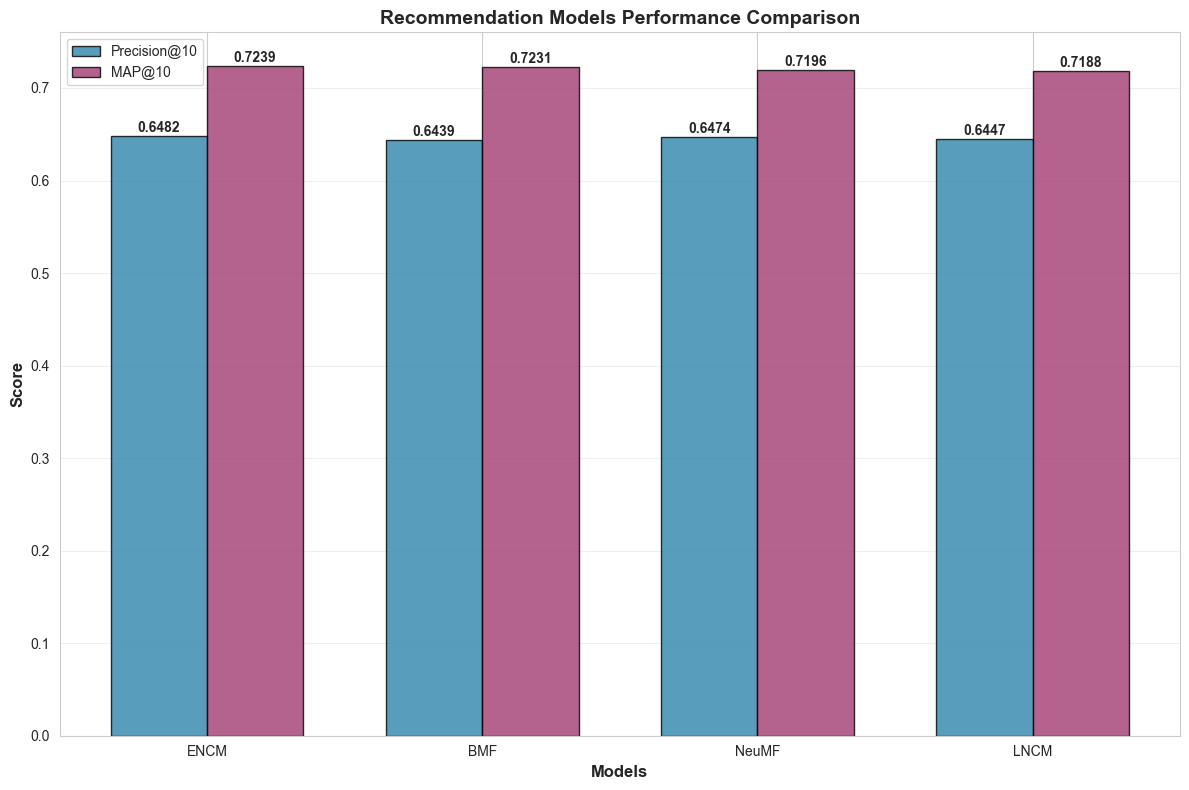 Recommendation Models Performance Comparison
Precision@10
MAP@10
0.7239
0.7231
0.7196
0.7188
0.6482
0.6439
0.6474
0.6447
0.7
0.6
0.5
0.4
0.3
0.2
0.1
0.0
Score
ENCM
BMF
NeuMF
LNCM
Models